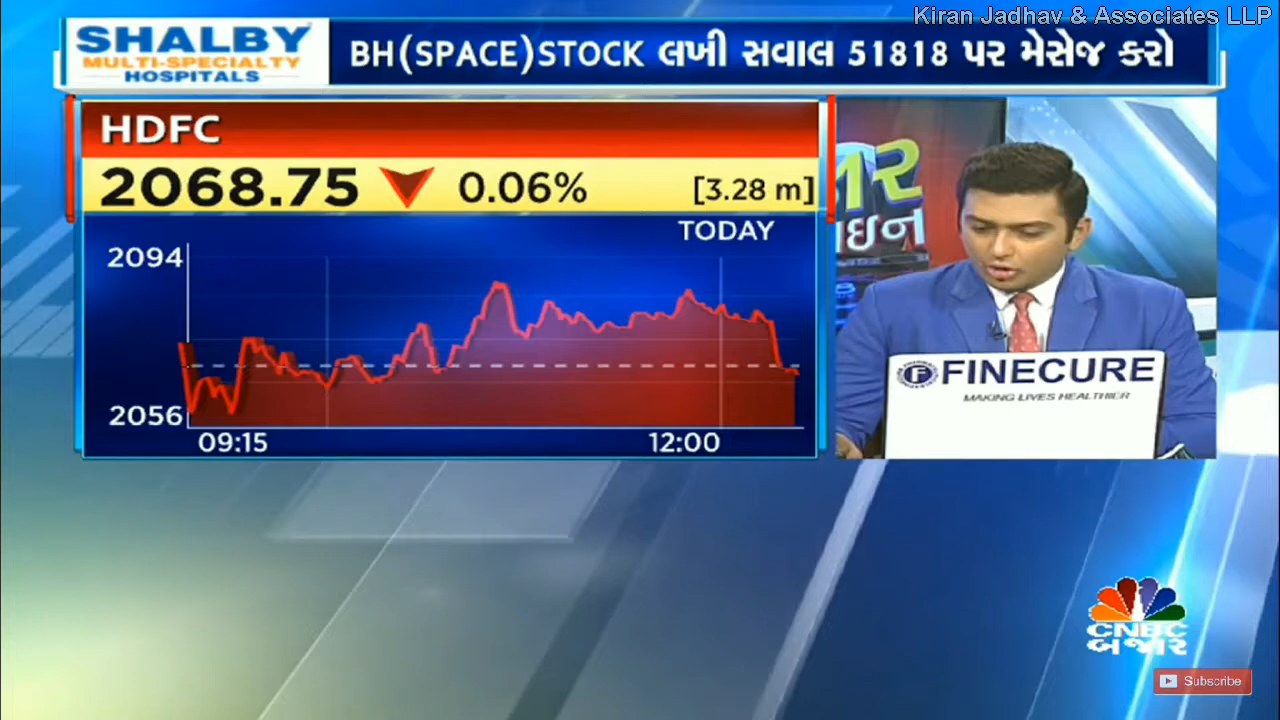 Kiran Jadhav & Associates LLP
SHALBY
MULTI-SPECIALTY
HOSPITALS
BH(SPACE)STOCK લખી સવાલ 51818 પર મેસેજ કરો
HDFC
2068.75 ▼ 0.06% [3.28 m]
TODAY
2094
2056
09:15 12:00
FINECURE
MAKING LIVES HEALTHIER
CNBC
બજાર
Subscribe